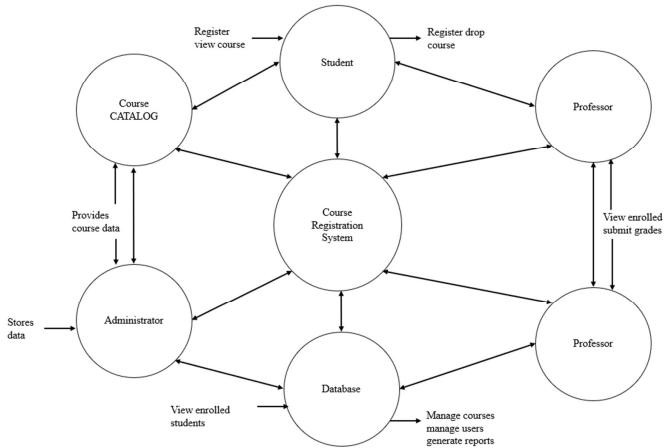 Register
view course
Register drop
course
Student
Course
CATALOG
Professor
Provides
course data
Course
Registration
System
View enrolled
submit grades
Stores
data
Administrator
Professor
Database
View enrolled
students
Manage courses
manage users
generate reports